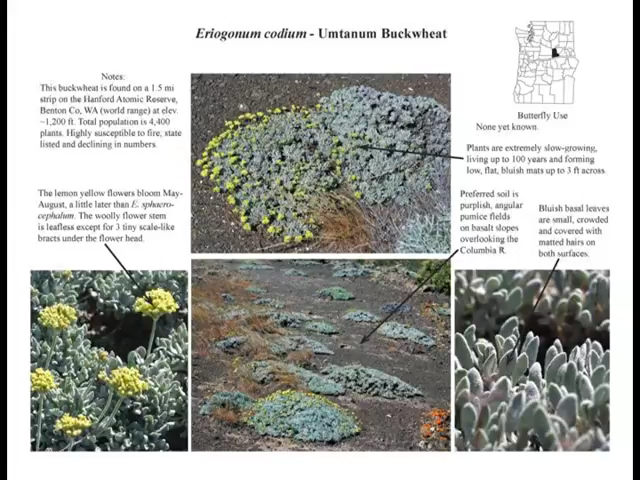 Eriogonum codium - Umtanum Buckwheat
Notes:
This buckwheat is found on a 1.5 mi
strip on the Hanford Atomic Reserve,
Benton Co, WA (world range) at elev.
~1,200 ft. Total population is 4,400
plants. Highly susceptible to fire; state
listed and declining in numbers.
Butterfly Use
None yet known.
Plants are extremely slow-growing,
living up to 100 years and forming
low, flat, bluish mats up to 3 ft across.
The lemon yellow flowers bloom May-
August, a little later than E. sphaero-
cephalum. The woolly flower stem
is leafless except for 3 tiny scale-like
bracts under the flower head.
Preferred soil is
purplish, angular
pumice fields
on basalt slopes
overlooking the
Columbia R.
Bluish basal leaves
are small, crowded
and covered with
matted hairs on
both surfaces.